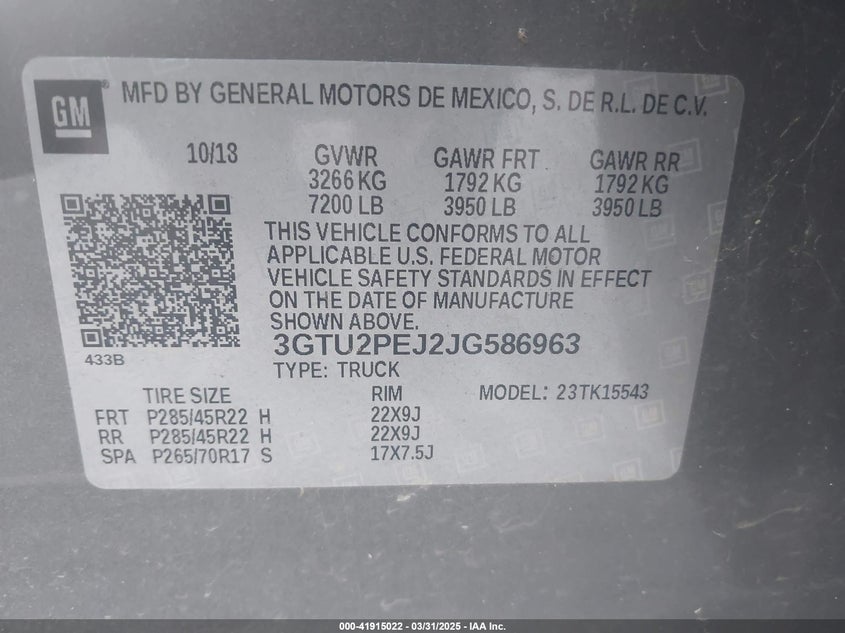 GM
MFD BY GENERAL MOTORS DE MEXICO, S. DE R.L. DE C.V.
10/18 GVWR GAWR FRT GAWR RR
3266 KG 1792 KG 1792 KG
7200 LB 3950 LB 3950 LB
THIS VEHICLE CONFORMS TO ALL
APPLICABLE U.S. FEDERAL MOTOR
VEHICLE SAFETY STANDARDS IN EFFECT
ON THE DATE OF MANUFACTURE
SHOWN ABOVE.
433B
3GTU2PEJ2JG586963
TYPE: TRUCK
TIRE SIZE RIM MODEL: 23TK15543
FRT P285/45R22 H 22X9J
RR P285/45R22 H 22X9J
SPA P265/70R17 S 17X7.5J
000-41915022 — 03/31/2025 — IAA Inc.